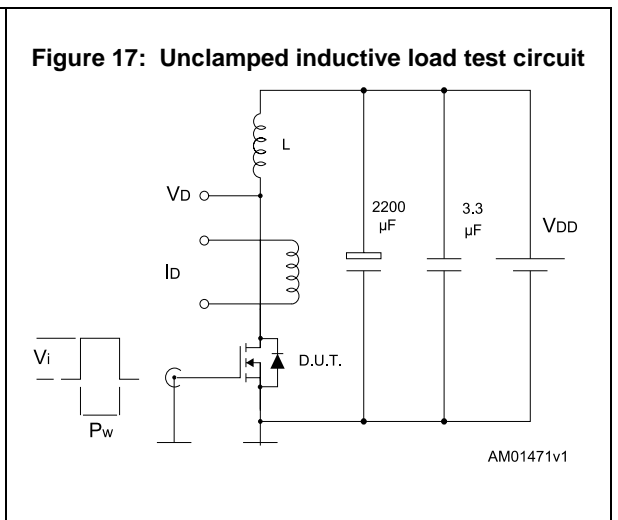 Figure 17: Unclamped inductive load test circuit
L
VD
2200
µF
3.3
µF
VDD
ID
Vi
D.U.T.
Pw
AM01471v1